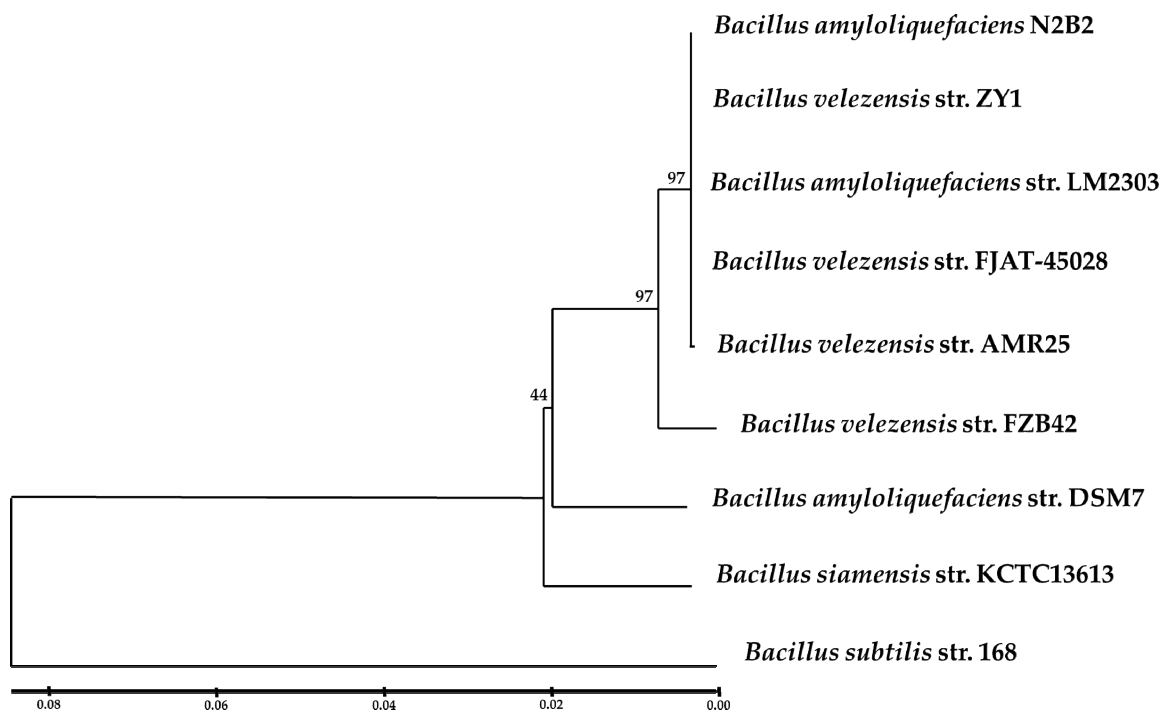 Bacillus amyloliquefaciens N2B2
Bacillus velezensis str. ZY1
97
Bacillus amyloliquefaciens str. LM2303
Bacillus velezensis str. FJAT-45028
97
Bacillus velezensis str. AMR25
44
Bacillus velezensis str. FZB42
Bacillus amyloliquefaciens str. DSM7
Bacillus siamensis str. KCTC13613
Bacillus subtilis str. 168
0.08 0.06 0.04 0.02 0.00